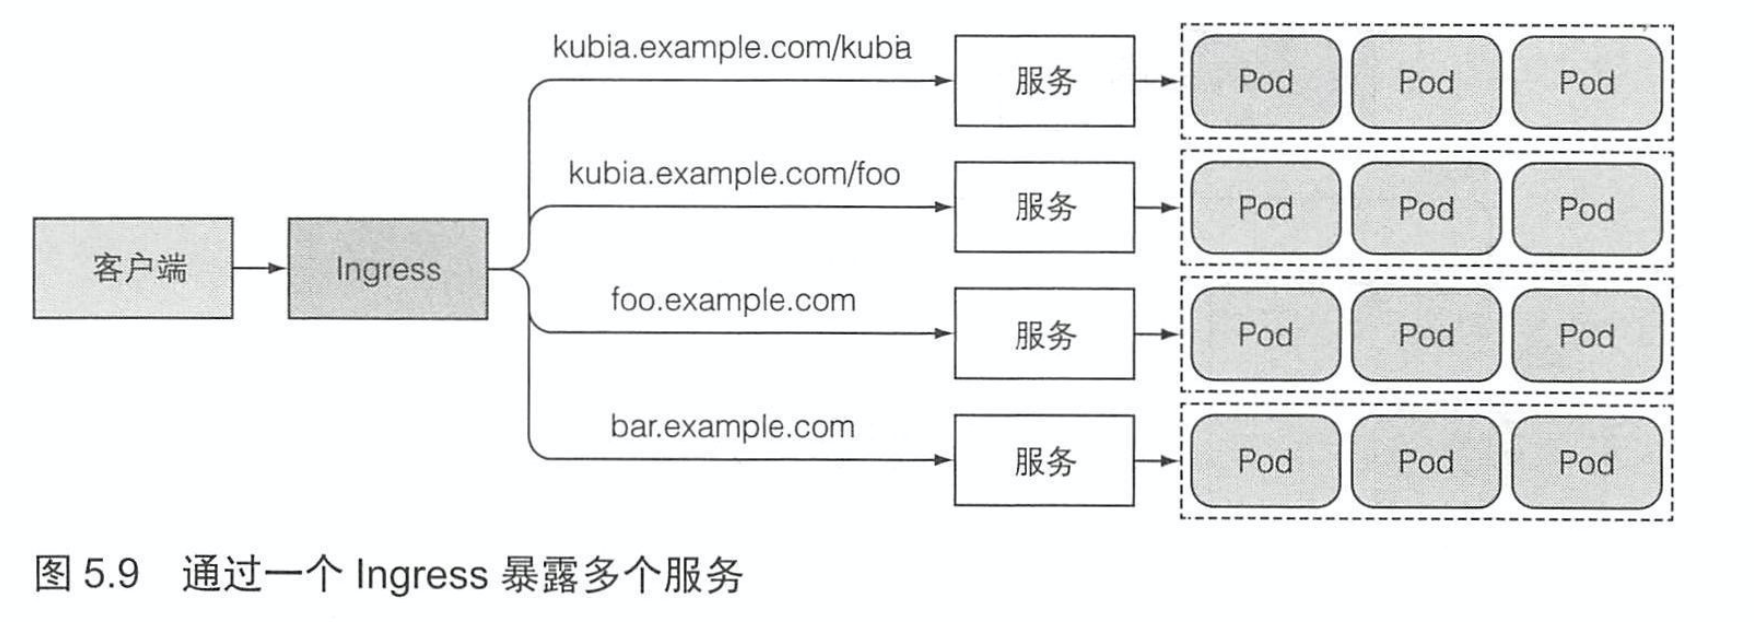 kubia.example.com/kubia
服务
Pod
Pod
Pod
kubia.example.com/foo
服务
Pod
Pod
Pod
客户端
Ingress
foo.example.com
服务
Pod
Pod
Pod
bar.example.com
服务
Pod
Pod
Pod
图 5.9 通过一个 Ingress 暴露多个服务